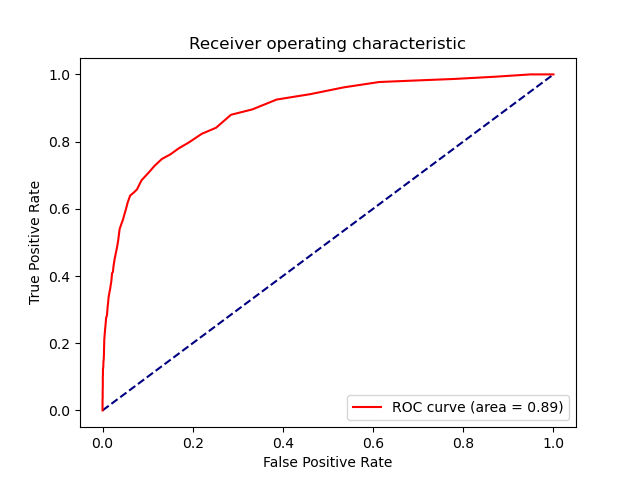 Receiver operating characteristic
True Positive Rate
1.0
0.8
0.6
0.4
0.2
0.0
ROC curve (area = 0.89)
0.0 0.2 0.4 0.6 0.8 1.0
False Positive Rate